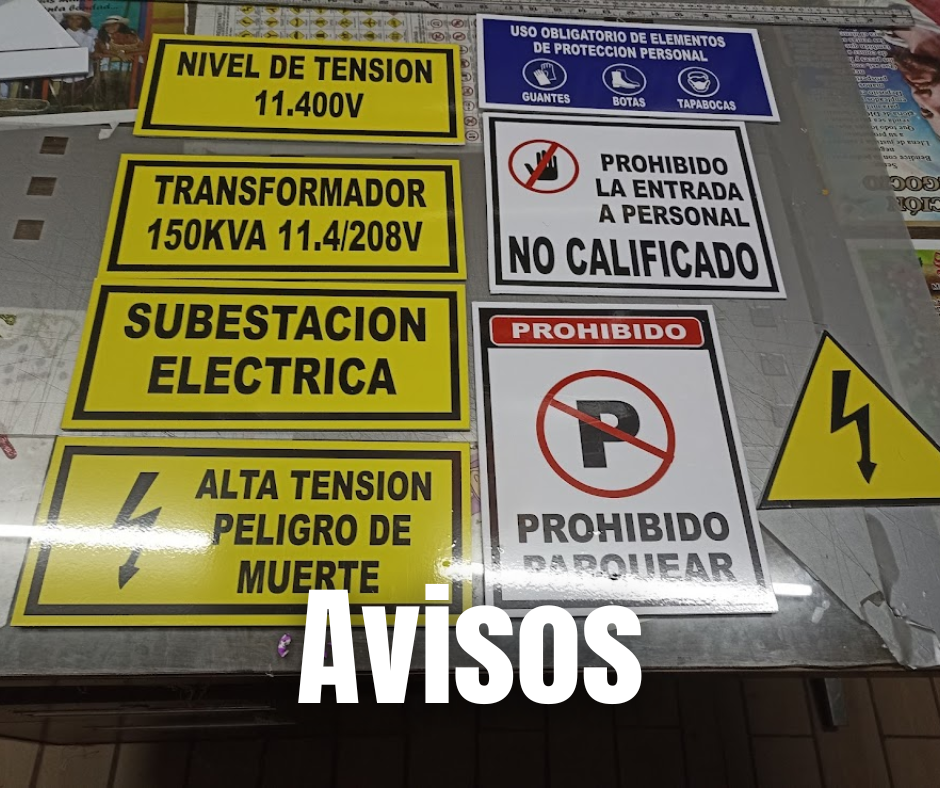 NIVEL DE TENSION
11.400V
TRANSFORMADOR
150KVA 11.4/208V
SUBESTACION
ELECTRICA
ALTA TENSION
PELIGRO DE
MUERTE
USO OBLIGATORIO DE ELEMENTOS
DE PROTECCION PERSONAL
GUANTES BOTAS TAPABOCAS
PROHIBIDO
LA ENTRADA
A PERSONAL
NO CALIFICADO
PROHIBIDO
P
PROHIBIDO
PARQUEAR
Avisos